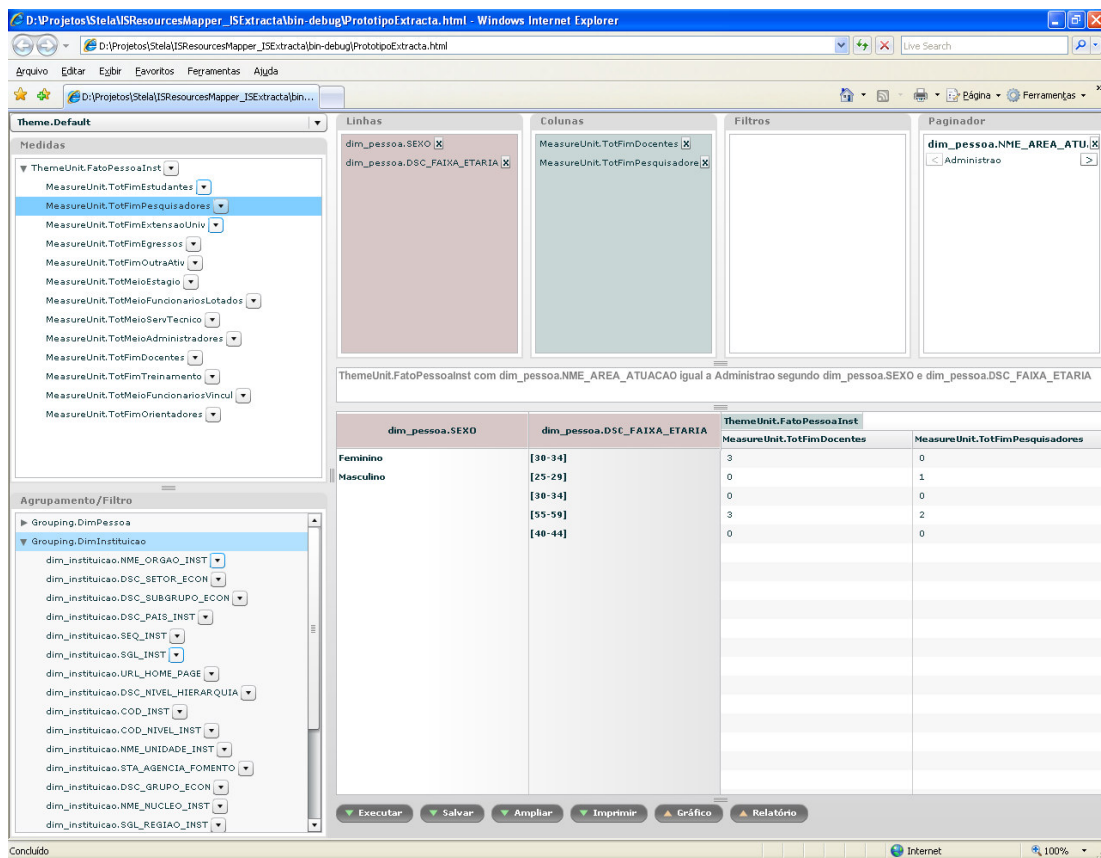 D:\Projetos\Stela\ISResourcesMapper_ISExtracta\bin-debug\PrototipoExtracta.html - Windows Internet Explorer
D:\Projetos\Stela\ISResourcesMapper_ISExtracta\bin-debug\PrototipoExtracta.html
Live Search
Arquivo Editar Exibir Favoritos Ferramentas Ajuda
D:\Projetos\Stela\ISResourcesMapper_ISExtracta\bin...
Página Ferramentas
Theme.Default
Medidas
ThemeUnit.FatoPessoaInst
MeasureUnit.TotFimEstudantes
MeasureUnit.TotFimPesquisadores
MeasureUnit.TotFimExtensaoUniv
MeasureUnit.TotFimEgressos
MeasureUnit.TotFimOutraAtiv
MeasureUnit.TotMeioEstagio
MeasureUnit.TotMeioFuncionariosLotados
MeasureUnit.TotMeioServTecnico
MeasureUnit.TotMeioAdministradores
MeasureUnit.TotFimDocentes
MeasureUnit.TotFimTreinamento
MeasureUnit.TotMeioFuncionariosVincul
MeasureUnit.TotFimOrientadores
Agrupamento/Filtro
Grouping.DimPessoa
Grouping.DimInstituicao
dim_instituicao.NME_ORGAO_INST
dim_instituicao.DSC_SETOR_ECON
dim_instituicao.DSC_SUBGRUPO_ECON
dim_instituicao.DSC_PAIS_INST
dim_instituicao.SEQ_INST
dim_instituicao.SGL_INST
dim_instituicao.URL_HOME_PAGE
dim_instituicao.DSC_NIVEL_HIERARQUIA
dim_instituicao.COD_INST
dim_instituicao.COD_NIVEL_INST
dim_instituicao.NME_UNIDADE_INST
dim_instituicao.STA_AGENCIA_FOMENTO
dim_instituicao.DSC_GRUPO_ECON
dim_instituicao.NME_NUCLEO_INST
dim_instituicao.SGL_REGIAO_INST
Linhas Colunas Filtros Paginador
dim_pessoa.SEXO X MeasureUnit.TotFimDocentes X dim_pessoa.NME_AREA_ATU. X
dim_pessoa.DSC_FAIXA_ETARIA X MeasureUnit.TotFimPesquisadore X < Administrao >
ThemeUnit.FatoPessoaInst com dim_pessoa.NME_AREA_ATUACAO igual a Administrao segundo dim_pessoa.SEXO e dim_pessoa.DSC_FAIXA_ETARIA
ThemeUnit.FatoPessoaInst
dim_pessoa.SEXO dim_pessoa.DSC_FAIXA_ETARIA MeasureUnit.TotFimDocentes MeasureUnit.TotFimPesquisadores
Feminino [30-34] 3 0
Masculino [25-29] 0 1
[30-34] 0 0
[55-59] 3 2
[40-44] 0 0
Executar Salvar Ampliar Imprimir Gráfico Relatório
Concluído Internet 100%